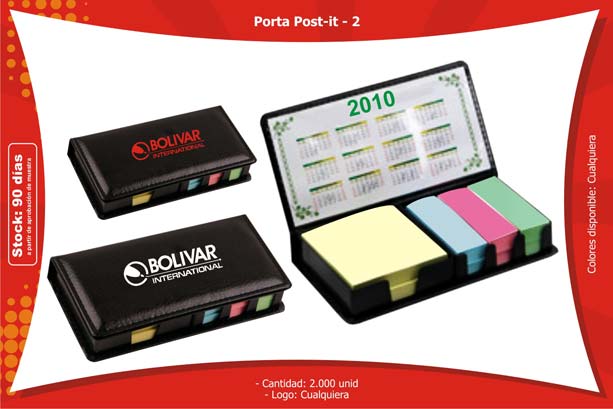 Porta Post-it - 2
Stock: 90 días
a partir de aprobación de muestra
BOLIVAR
INTERNATIONAL
BOLIVAR
INTERNATIONAL
2010
Colores disponible: Cualquiera
- Cantidad: 2.000 unid
- Logo: Cualquiera